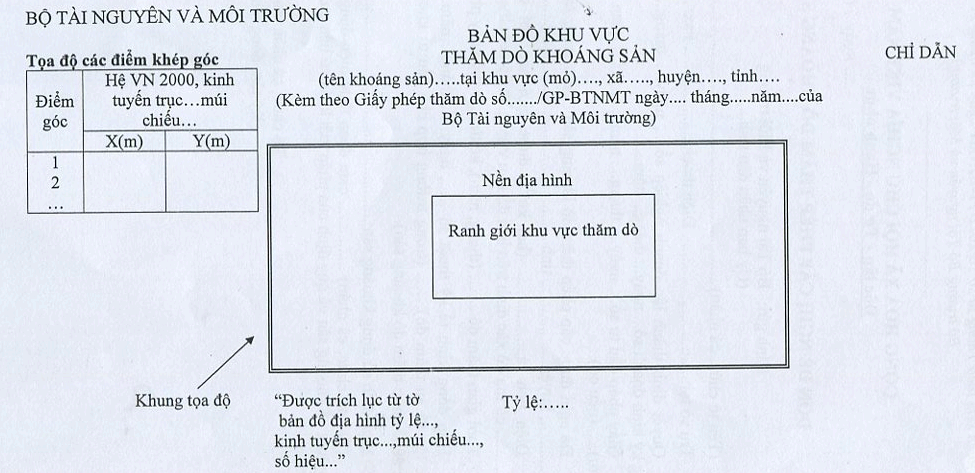 BỘ TÀI NGUYÊN VÀ MÔI TRƯỜNG
BẢN ĐỒ KHU VỰC
THĂM DÒ KHOÁNG SẢN
(tên khoáng sản)…..tại khu vực (mỏ)…., xã….., huyện…., tỉnh….
(Kèm theo Giấy phép thăm dò số......./GP-BTNMT ngày.... tháng.....năm....của
Bộ Tài nguyên và Môi trường)
CHỈ DẪN
Tọa độ các điểm khép góc
Điểm góc
Hệ VN 2000, kinh
tuyến trục…múi
chiếu…
X(m) Y(m)
1
2
…
Nền địa hình
Ranh giới khu vực thăm dò
Khung tọa độ
“Được trích lục từ tờ
bản đồ địa hình tỷ lệ...,
kinh tuyến trục...,múi chiếu...,
số hiệu...”
Tỷ lệ:…..